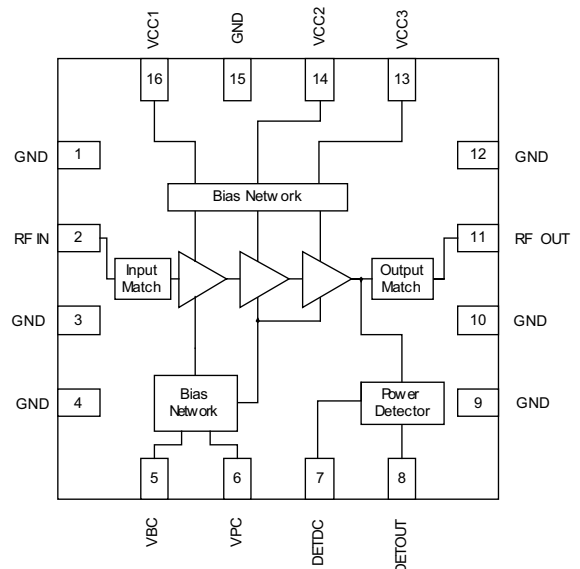 VCC1
GND
VCC2
VCC3
16
15
14
13
GND
1
12
GND
Bias Network
RF IN
2
11
RF OUT
Input
Match
Output
Match
GND
3
10
GND
GND
4
Bias
Network
Power
Detector
9
GND
5
6
7
8
VBC
VPC
DETDC
DETOUT